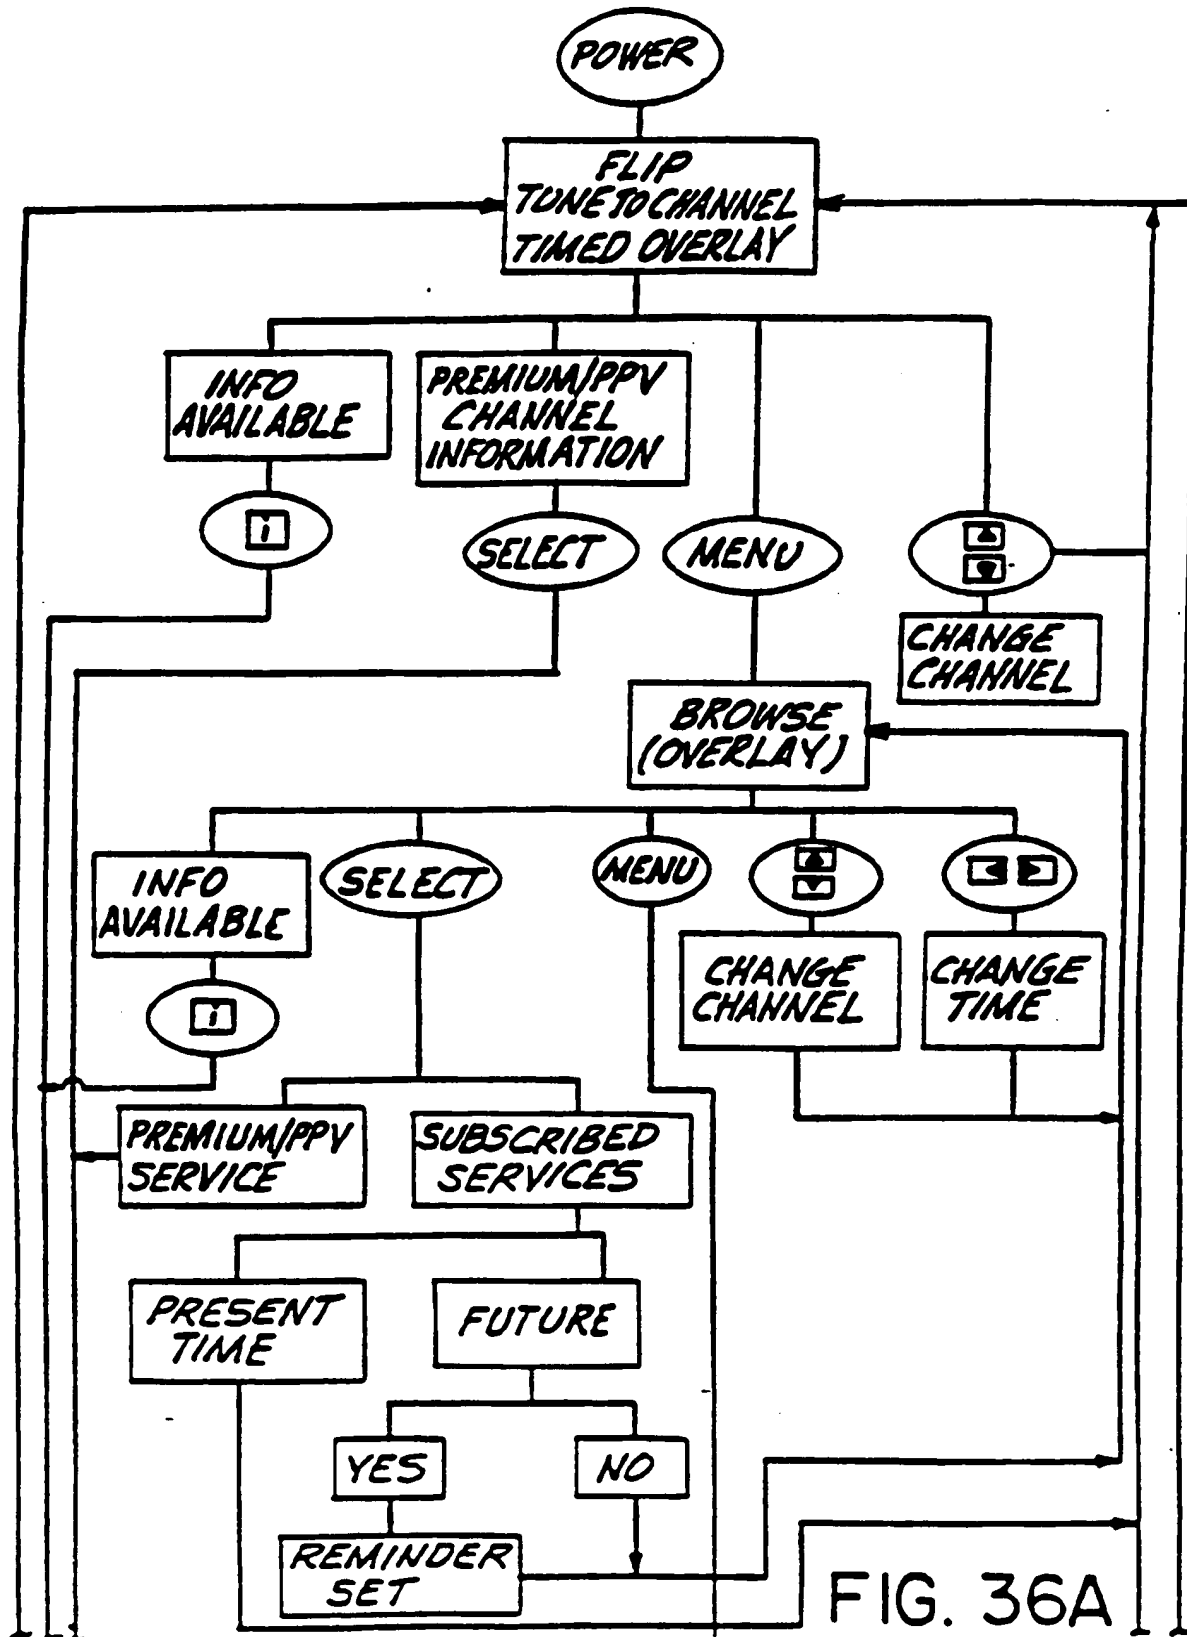 POWER
FLIP
TUNE TO CHANNEL
TIMED OVERLAY
INFO
AVAILABLE
PREMIUM/PPV
CHANNEL
INFORMATION
i
SELECT
MENU
CHANGE
CHANNEL
BROWSE
(OVERLAY)
INFO
AVAILABLE
SELECT
MENU
i
CHANGE
CHANNEL
CHANGE
TIME
PREMIUM/PPV
SERVICE
SUBSCRIBED
SERVICES
PRESENT
TIME
FUTURE
YES
NO
REMINDER
SET
FIG. 36A